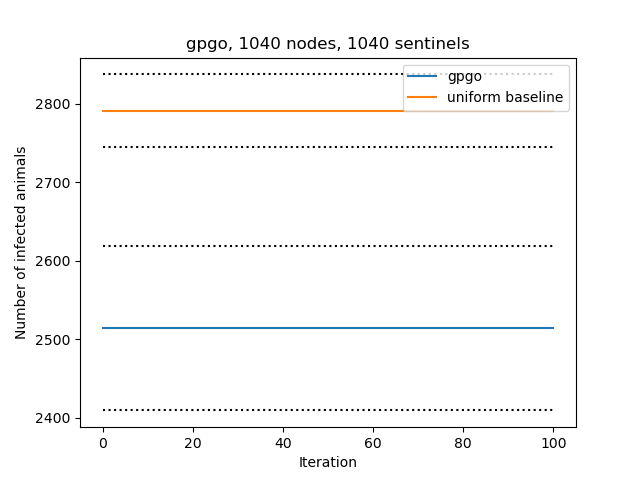 gpgo, 1040 nodes, 1040 sentinels
gpgo
uniform baseline
Number of infected animals
2800
2700
2600
2500
2400
0 20 40 60 80 100
Iteration